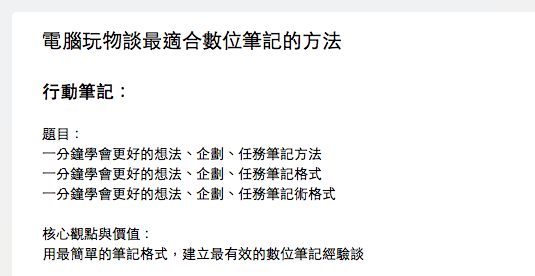 電腦玩物談最適合數位筆記的方法
行動筆記：
題目：
一分鐘學會更好的想法、企劃、任務筆記方法
一分鐘學會更好的想法、企劃、任務筆記格式
一分鐘學會更好的想法、企劃、任務筆記術格式
核心觀點與價值：
用最簡單的筆記格式，建立最有效的數位筆記經驗談